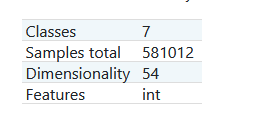 Classes 7
Samples total 581012
Dimensionality 54
Features int